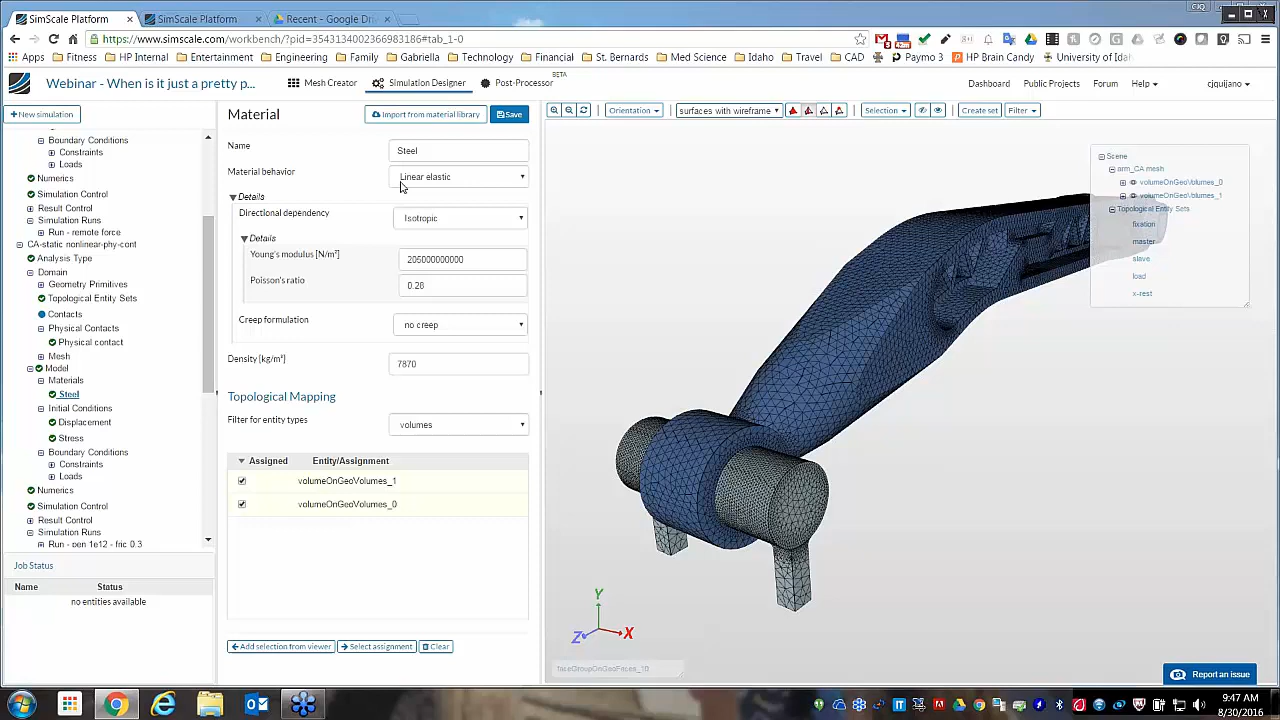 SimScale Platform
SimScale Platform
Recent - Google Dri
https://www.simscale.com/workbench/?pid=3543134002366983186#tab_1-0
Apps
Fitness
HP Internal
Entertainment
Engineering
Family
Gabriella
Technology
Financial
St. Bernards
Med Science
Idaho
Travel
CAD
Paymo 3
HP Brain Candy
University of Idah
Webinar - When is it just a pretty p...
Mesh Creator
Simulation Designer
Post-Processor
BETA
Dashboard
Public Projects
Forum
Help
cjquijano
New simulation
Boundary Conditions
Constraints
Loads
Numerics
Simulation Control
Result Control
Simulation Runs
Run - remote force
CA-static nonlinear-phy-cont
Analysis Type
Domain
Geometry Primitives
Topological Entity Sets
Contacts
Physical Contacts
Physical contact
Mesh
Model
Materials
Steel
Initial Conditions
Displacement
Stress
Boundary Conditions
Constraints
Loads
Numerics
Simulation Control
Result Control
Simulation Runs
Run - pen 1e12 - fric 0.3
Job Status
Name Status
no entities available
Material
Import from material library
Save
Name
Steel
Material behavior
Linear elastic
Details
Directional dependency
Isotropic
Details
Young's modulus [N/m²]
205000000000
Poisson's ratio
0.28
Creep formulation
no creep
Density [kg/m³]
7870
Topological Mapping
Filter for entity types
volumes
Assigned Entity/Assignment
volumeOnGeoVolumes_1
volumeOnGeoVolumes_0
Add selection from viewer
Select assignment
Clear
Orientation
surfaces with wireframe
Selection
Create set
Filter
Scene
arm_CA mesh
volumeOnGeoVolumes_0
volumeOnGeoVolumes_1
Topological Entity Sets
fixation
master
slave
load
x-rest
Y
Z
X
faceGroupOnGeoFaces_10
Report an issue
9:47 AM
8/30/2016